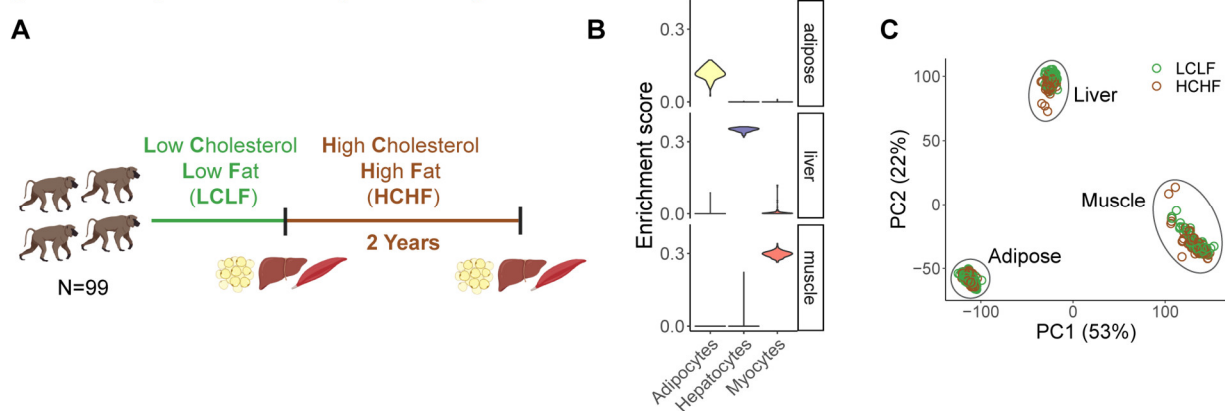 A
Low Cholesterol
Low Fat
(LCLF)
High Cholesterol
High Fat
(HCHF)
2 Years
N=99
B
Enrichment score
0.3
0.0
adipose
0.3
0.0
liver
0.3
0.0
muscle
Adipocytes
Hepatocytes
Myocytes
C
LCLF
HCHF
PC2 (22%)
100
50
0
−50
Liver
Muscle
Adipose
−100
0
100
PC1 (53%)